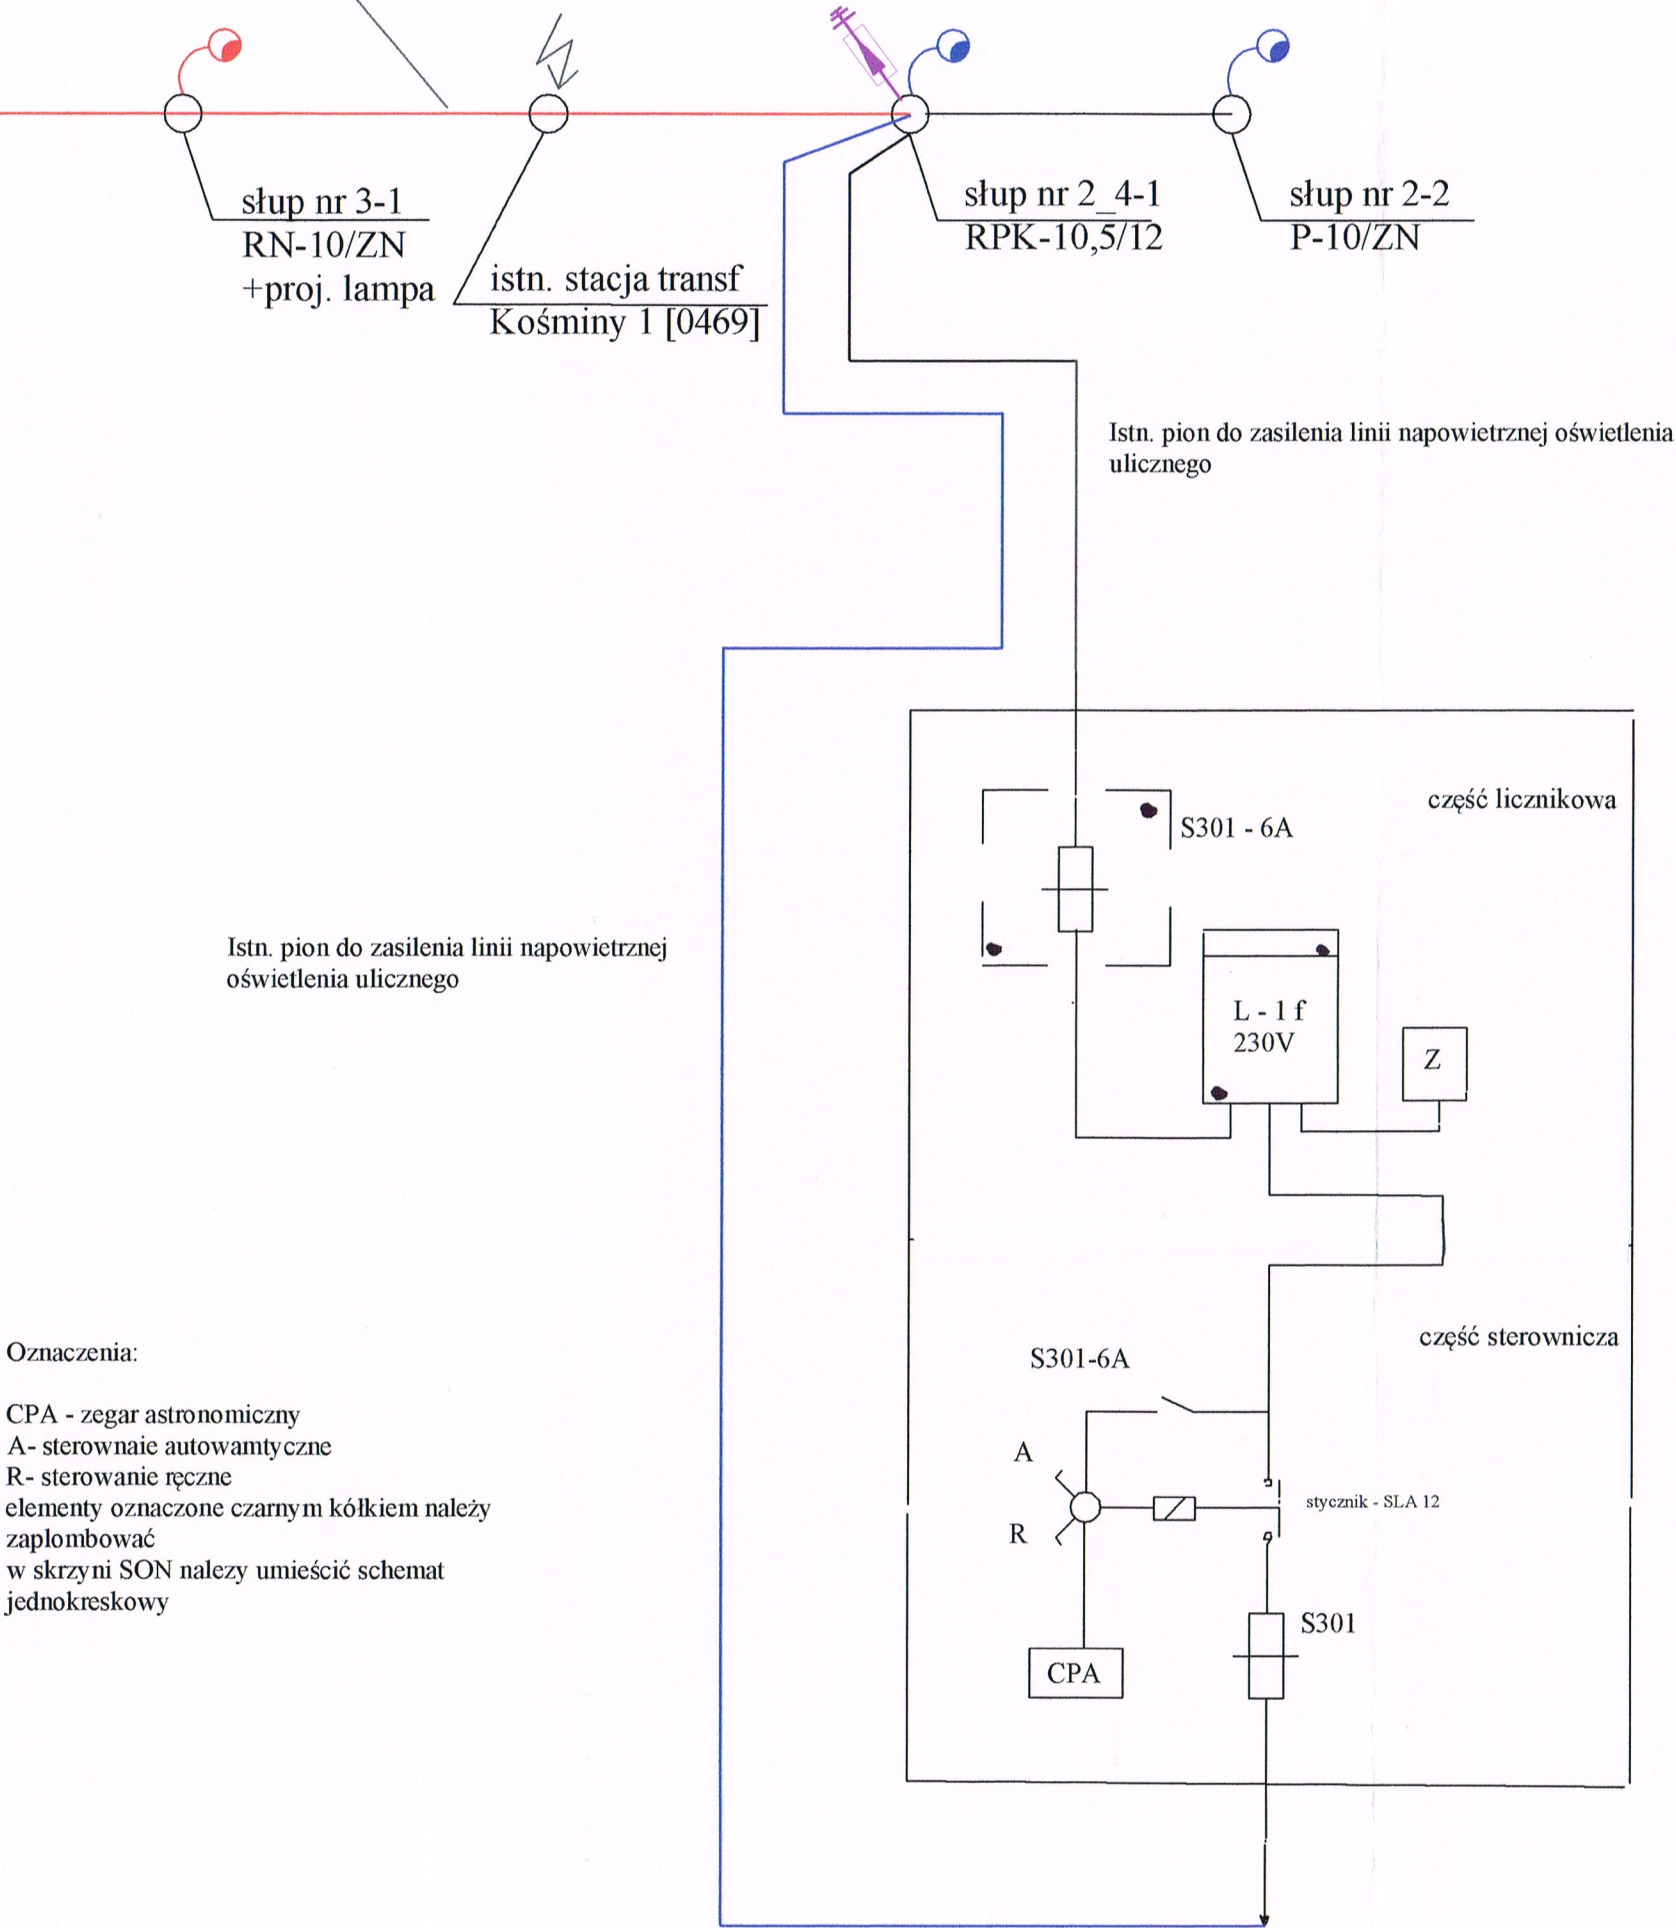 słup nr 3-1
RN-10/ZN
+proj. lampa
istn. stacja transf
Kośminy 1 [0469]
słup nr 2_4-1
RPK-10,5/12
słup nr 2-2
P-10/ZN
Istn. pion do zasilenia linii napowietrznej oświetlenia
ulicznego
część licznikowa
S301 - 6A
Istn. pion do zasilenia linii napowietrznej
oświetlenia ulicznego
L - 1 f
230V
Z
część sterownicza
S301-6A
A
R
stycznik - SLA 12
S301
CPA
Oznaczenia:
CPA - zegar astronomiczny
A- sterownaie autowamtyczne
R- sterowanie ręczne
elementy oznaczone czarnym kółkiem należy
zaplombować
w skrzyni SON nalezy umieścić schemat
jednokreskowy